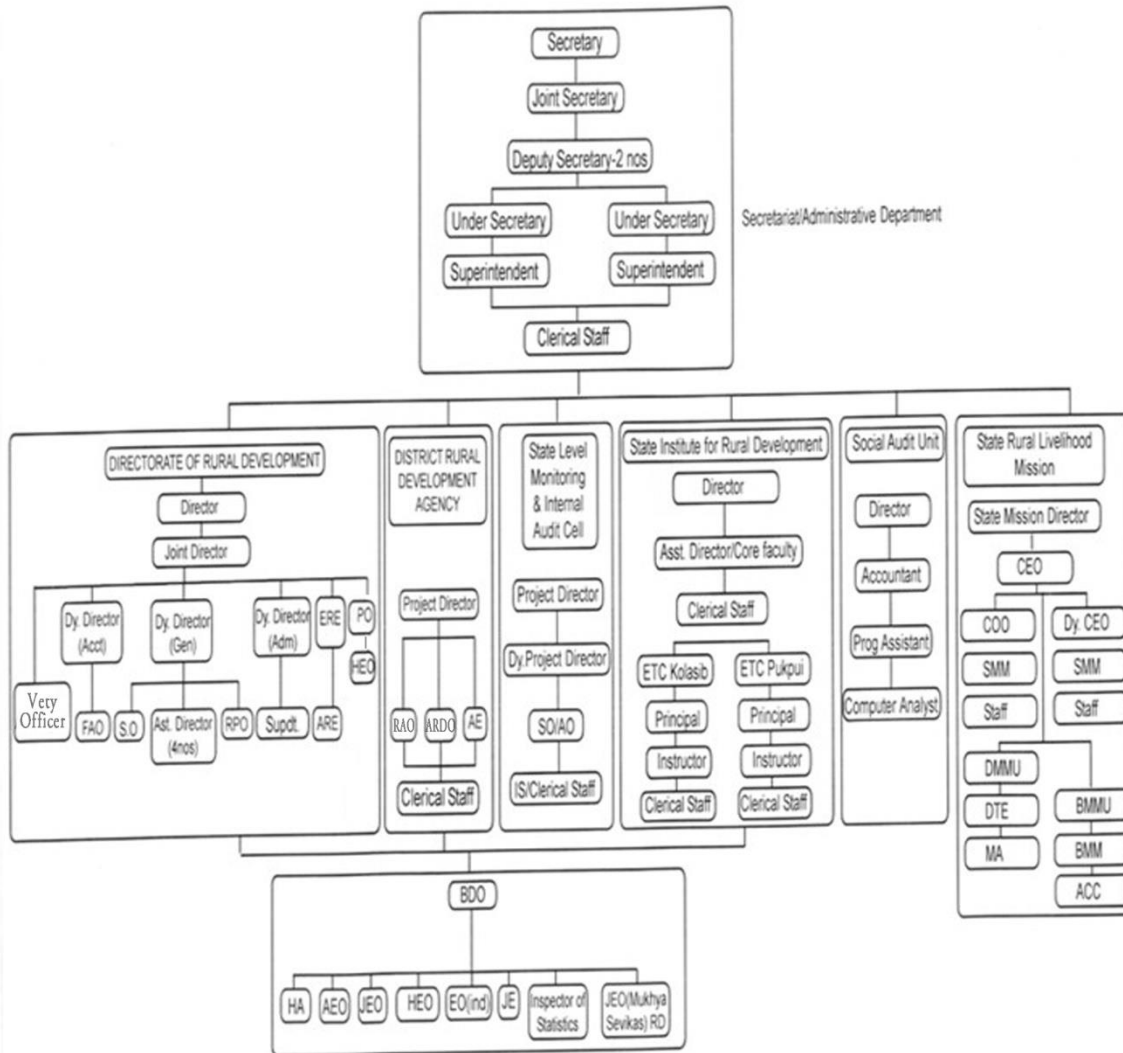 Secretary
Joint Secretary
Deputy Secretary-2 nos
Under Secretary
Under Secretary
Superintendent
Superintendent
Clerical Staff
Secretariat/Administrative Department
DIRECTORATE OF RURAL DEVELOPMENT
Director
Joint Director
Dy. Director
(Acct)
Dy. Director
(Gen)
Dy. Director
(Adm)
ERE
PO
HEO
Vety
Officer
FAO
S.O
Ast. Director
(4nos)
RPO
Supdt.
ARE
DISTRICT RURAL
DEVELOPMENT
AGENCY
Project Director
RAO
ARDO
AE
Clerical Staff
State Level
Monitoring
& Internal
Audit Cell
Project Director
Dy.Project Director
SO/AO
IS/Clerical Staff
State Institute for Rural Development
Director
Asst. Director/Core faculty
Clerical Staff
ETC Kolasib
Principal
Instructor
Clerical Staff
ETC Pukpui
Principal
Instructor
Clerical Staff
Social Audit Unit
Director
Accountant
Prog Assistant
Computer Analyst
State Rural Livelihood
Mission
State Mission Director
CEO
COO
SMM
Staff
Dy. CEO
SMM
Staff
DMMU
DTE
MA
BMMU
BMM
ACC
BDO
HA
AEO
JEO
HEO
EO(ind)
JE
Inspector of
Statistics
JEO(Mukhya
Sevikas) RD